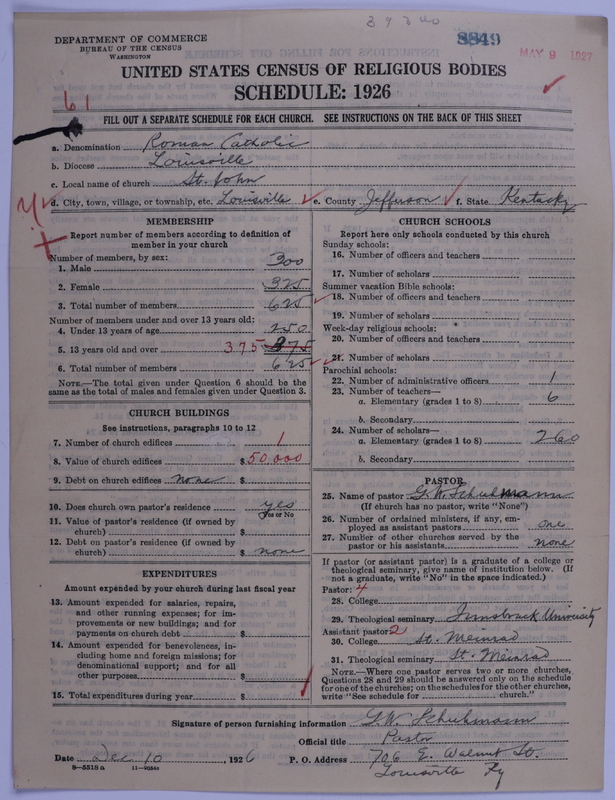 DEPARTMENT OF COMMERCE
BUREAU OF THE CENSUS
WASHINGTON
8849
MAY 9 1927
UNITED STATES CENSUS OF RELIGIOUS BODIES
SCHEDULE: 1926
61
FILL OUT A SEPARATE SCHEDULE FOR EACH CHURCH. SEE INSTRUCTIONS ON THE BACK OF THIS SHEET
a. Denomination Roman Catholic
b. Diocese Louisville
c. Local name of church St. John
d. City, town, village, or township, etc. Louisville e. County Jefferson f. State Kentucky
MEMBERSHIP
Report number of members according to definition of member in your church
Number of members, by sex:
1. Male 300
2. Female 325
3. Total number of members 625
Number of members under and over 13 years old:
4. Under 13 years of age 250
5. 13 years old and over 375 375
6. Total number of members 625
NOTE.—The total given under Question 6 should be
same as the total of males and females given under Question 3.
CHURCH BUILDINGS
See instructions, paragraphs 10 to 12
7. Number of church edifices 1
8. Value of church edifices $50,000
9. Debt on church edifices none $
10. Does church own pastor's residence yes
Yes or No
11. Value of pastor's residence (if owned by
church) $
12. Debt on pastor's residence (if owned by
church) $ none
EXPENDITURES
Amount expended by your church during last fiscal year
13. Amount expended for salaries, repairs,
and other running expenses; for im-
provements or new buildings; and for
payments on church debt $
14. Amount expended for benevolences, in-
cluding home and foreign missions; for
denominational support; and for all
other purposes $
15. Total expenditures during year $
CHURCH SCHOOLS
Report here only schools conducted by this church
Sunday schools:
16. Number of officers and teachers
17. Number of scholars
Summer vacation Bible schools:
18. Number of officers and teachers
19. Number of scholars
Week-day religious schools:
20. Number of officers and teachers
21. Number of scholars
Parochial schools:
22. Number of administrative officers 1
23. Number of teachers—
a. Elementary (grades 1 to 8) 6
b. Secondary
24. Number of scholars—
a. Elementary (grades 1 to 8) 260
b. Secondary
PASTOR
25. Name of pastor G.W. Schuhmann
(If church has no pastor, write "None")
26. Number of ordained ministers, if any, em-
ployed as assistant pastors one
27. Number of other churches served by the
pastor or his assistants none
If pastor (or assistant pastor) is a graduate of a college or
theological seminary, give name of institution below. (If
not a graduate, write "No" in the space indicated.)
Pastor: 4
28. College
29. Theological seminary Innsbruck University
Assistant pastor: 2
30. College St. Meinrad
31. Theological seminary St. Meinrad
NOTE.—Where one pastor serves two or more churches,
Questions 28 and 29 should be answered only on the schedule
for one of the churches; on the schedules for the other churches,
write "See schedule for church."
Signature of person furnishing information G.W. Schuhmann
Official title Pastor
Date Dec 10, 1926 P. O. Address 706 E. Walnut St.
Louisville Ky
8—5318 a